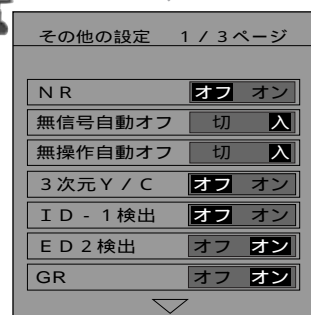 その他の設定 1/3ページ
NR オフ オン
無信号自動オフ 切 入
無操作自動オフ 切 入
3次元Y/C オフ オン
ID-1検出 オフ オン
ED2検出 オフ オン
GR オフ オン